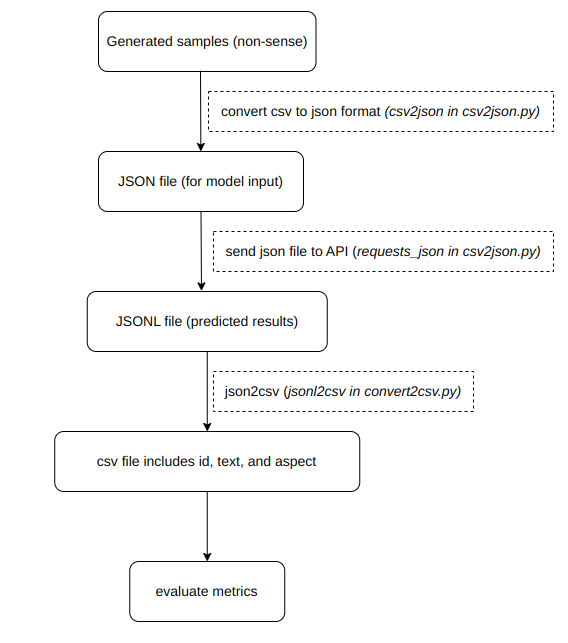 Generated samples (non-sense)
convert csv to json format (csv2json in csv2json.py)
JSON file (for model input)
send json file to API (requests_json in csv2json.py)
JSONL file (predicted results)
json2csv (jsonl2csv in convert2csv.py)
csv file includes id, text, and aspect
evaluate metrics